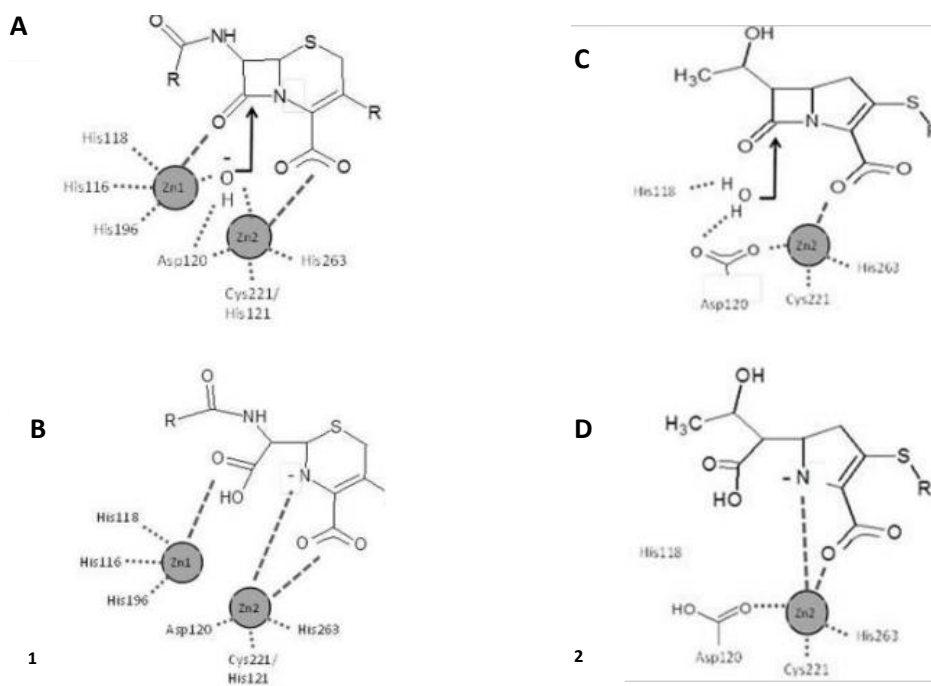 A
O
NH
S
R
N
O
R
O
O
His118
His116
Zn1
His196
-
O
H
Zn2
Asp120
His263
Cys221/
His121
C
OH
H₃C
S
N
O
R
O
O
His118
H
O
H
O
O
Zn2
His263
Asp120
Cys221
B
O
R
NH
S
O
- N
HO
O
O
His118
His116
Zn1
His196
Zn2
Asp120
His263
Cys221/
His121
1
D
OH
H₃C
O
S
- N
R
HO
O
O
His118
HO
O
Zn2
His263
Asp120
Cys221
2